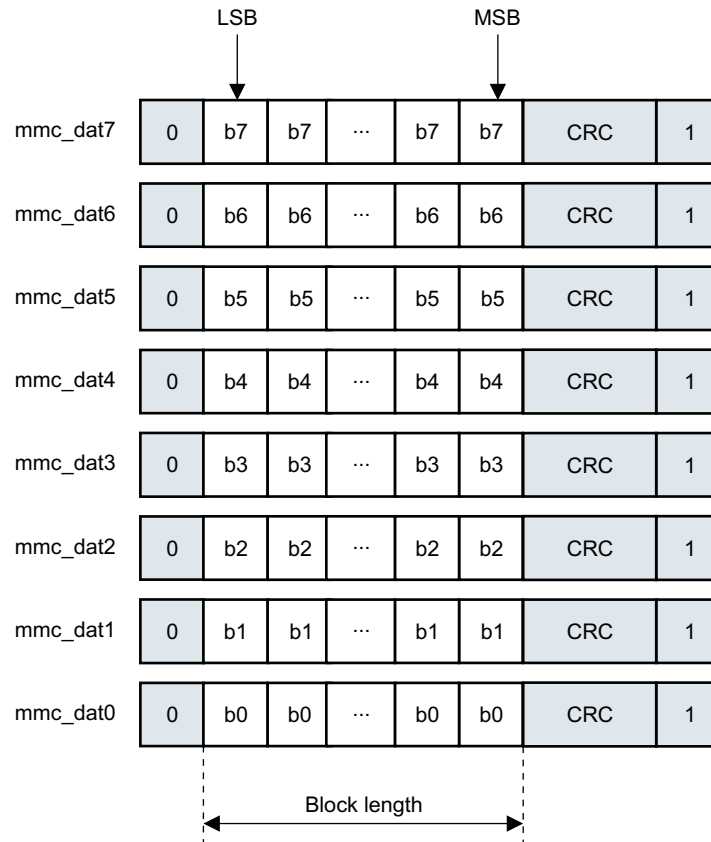 LSB MSB
mmc_dat7 0 b7 b7 ... b7 b7 CRC 1
mmc_dat6 0 b6 b6 ... b6 b6 CRC 1
mmc_dat5 0 b5 b5 ... b5 b5 CRC 1
mmc_dat4 0 b4 b4 ... b4 b4 CRC 1
mmc_dat3 0 b3 b3 ... b3 b3 CRC 1
mmc_dat2 0 b2 b2 ... b2 b2 CRC 1
mmc_dat1 0 b1 b1 ... b1 b1 CRC 1
mmc_dat0 0 b0 b0 ... b0 b0 CRC 1
Block length